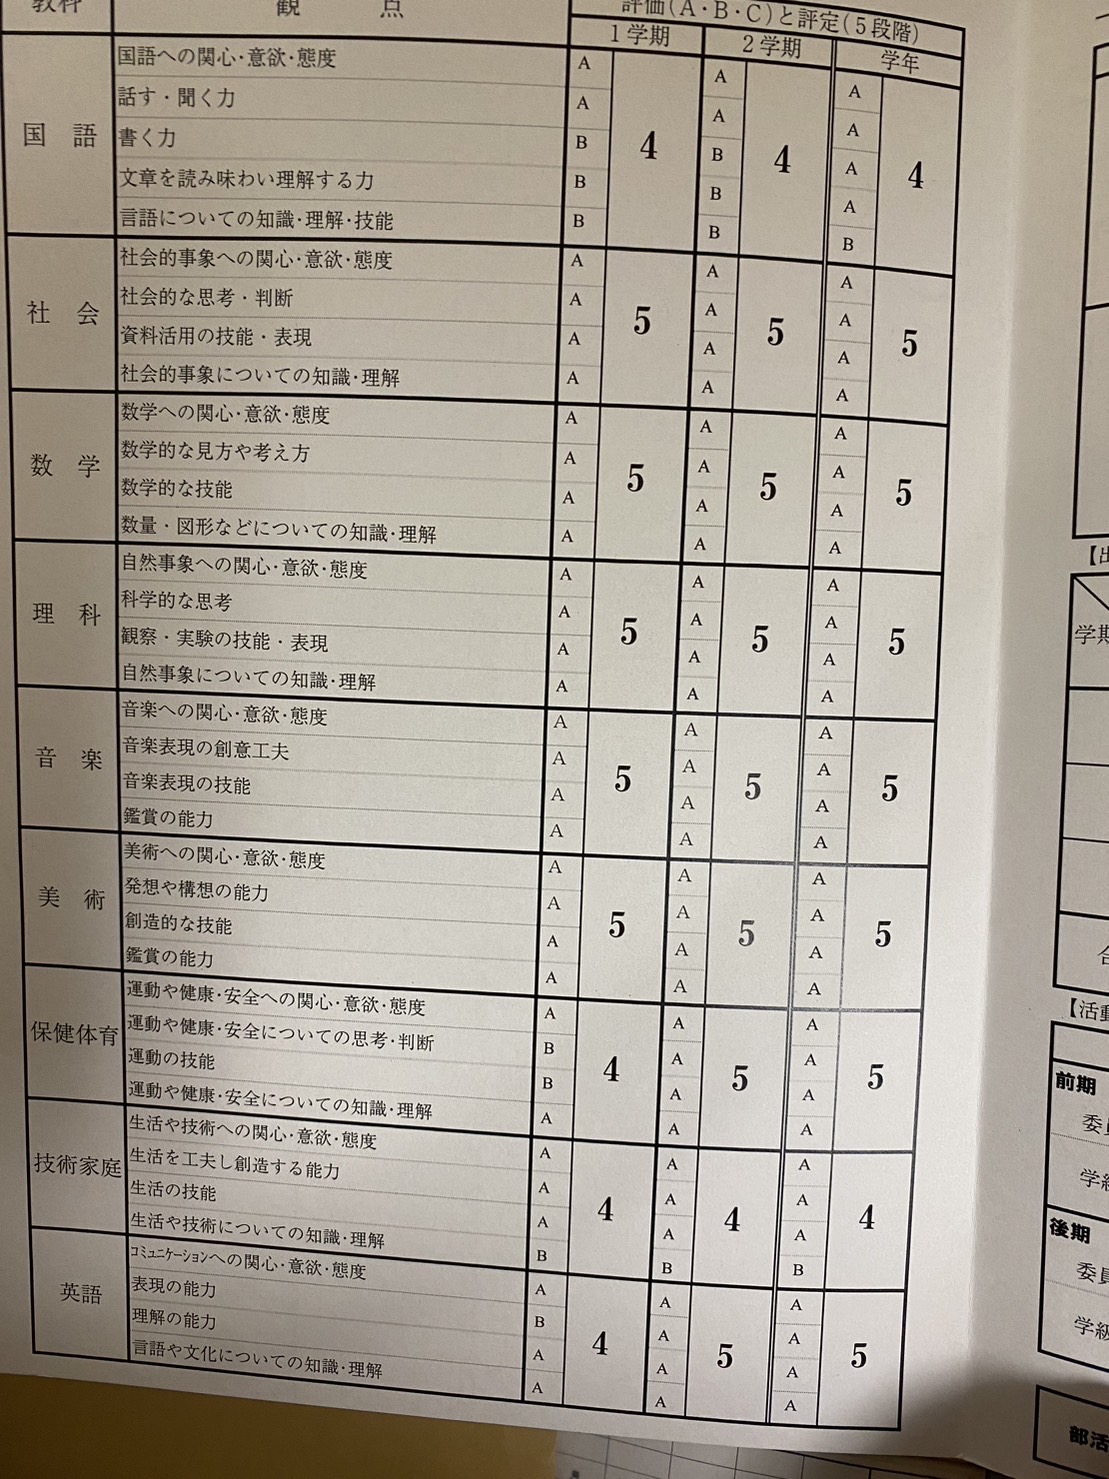 教科 観 点 評価(A・B・C)と評定(5段階)
1学期 2学期 学年
国語
国語への関心・意欲・態度 A A A
話す・聞く力 A A A
書く力 B B A
文章を読み味わい理解する力 B B A
言語についての知識・理解・技能 B B B
4 4 4
社会
社会的事象への関心・意欲・態度 A A A
社会的な思考・判断 A A A
資料活用の技能・表現 A A A
社会的事象についての知識・理解 A A A
5 5 5
数学
数学への関心・意欲・態度 A A A
数学的な見方や考え方 A A A
数学的な技能 A A A
数量・図形などについての知識・理解 A A A
5 5 5
理科
自然事象への関心・意欲・態度 A A A
科学的な思考 A A A
観察・実験の技能・表現 A A A
自然事象についての知識・理解 A A A
5 5 5
音楽
音楽への関心・意欲・態度 A A A
音楽表現の創意工夫 A A A
音楽表現の技能 A A A
鑑賞の能力 A A A
5 5 5
美術
美術への関心・意欲・態度 A A A
発想や構想の能力 A A A
創造的な技能 A A A
鑑賞の能力 A A A
5 5 5
保健体育
運動や健康・安全への関心・意欲・態度 A A A
運動や健康・安全についての思考・判断 B A A
運動の技能 B A A
運動や健康・安全についての知識・理解 A A A
4 5 5
技術家庭
生活や技術への関心・意欲・態度 A A A
生活を工夫し創造する能力 A A A
生活の技能 A A A
生活や技術についての知識・理解 B B B
4 4 4
英語
コミュニケーションへの関心・意欲・態度 A A A
表現の能力 B A A
理解の能力 A A A
言語や文化についての知識・理解 A A A
4 5 5
学期
前期
委員
学級
後期
委員
学級
部活